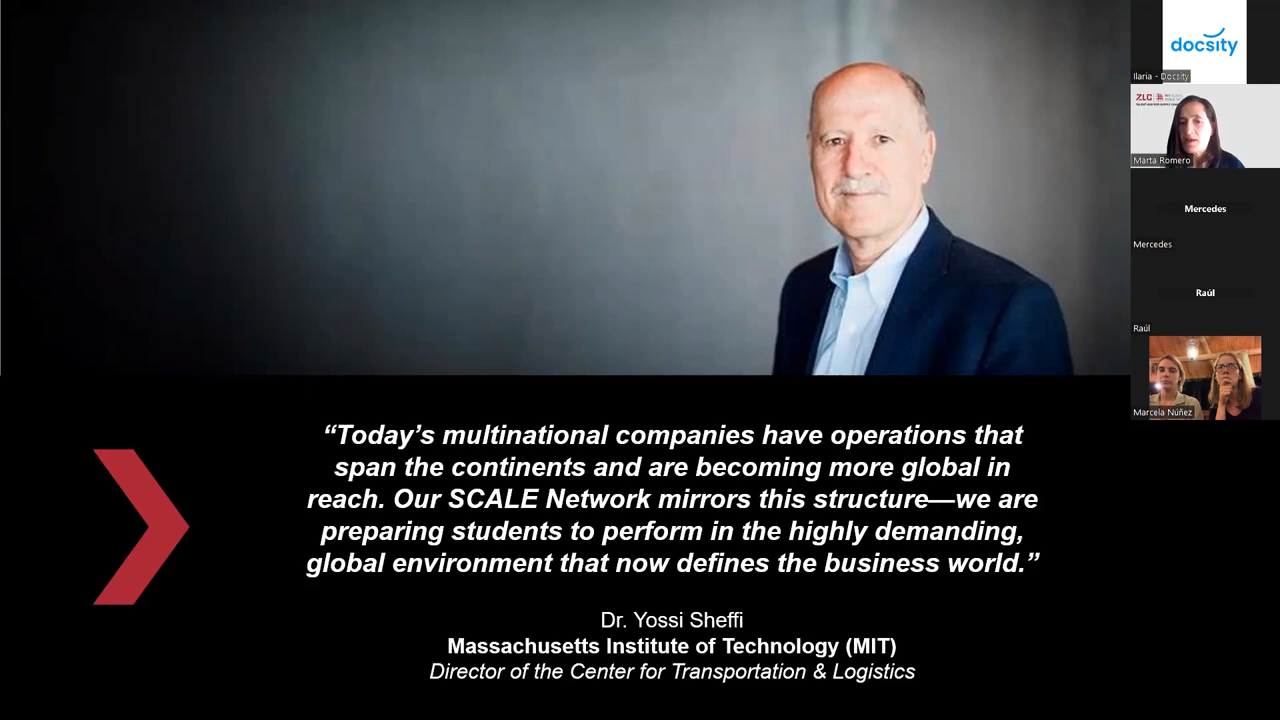 “Today’s multinational companies have operations that
span the continents and are becoming more global in
reach. Our SCALE Network mirrors this structure—we are
preparing students to perform in the highly demanding,
global environment that now defines the business world.”
Dr. Yossi Sheffi
Massachusetts Institute of Technology (MIT)
Director of the Center for Transportation & Logistics
docsity
Ilaria - Docsity
ZLC
Marta Romero
Mercedes
Mercedes
Raúl
Raúl
Marcela Núñez